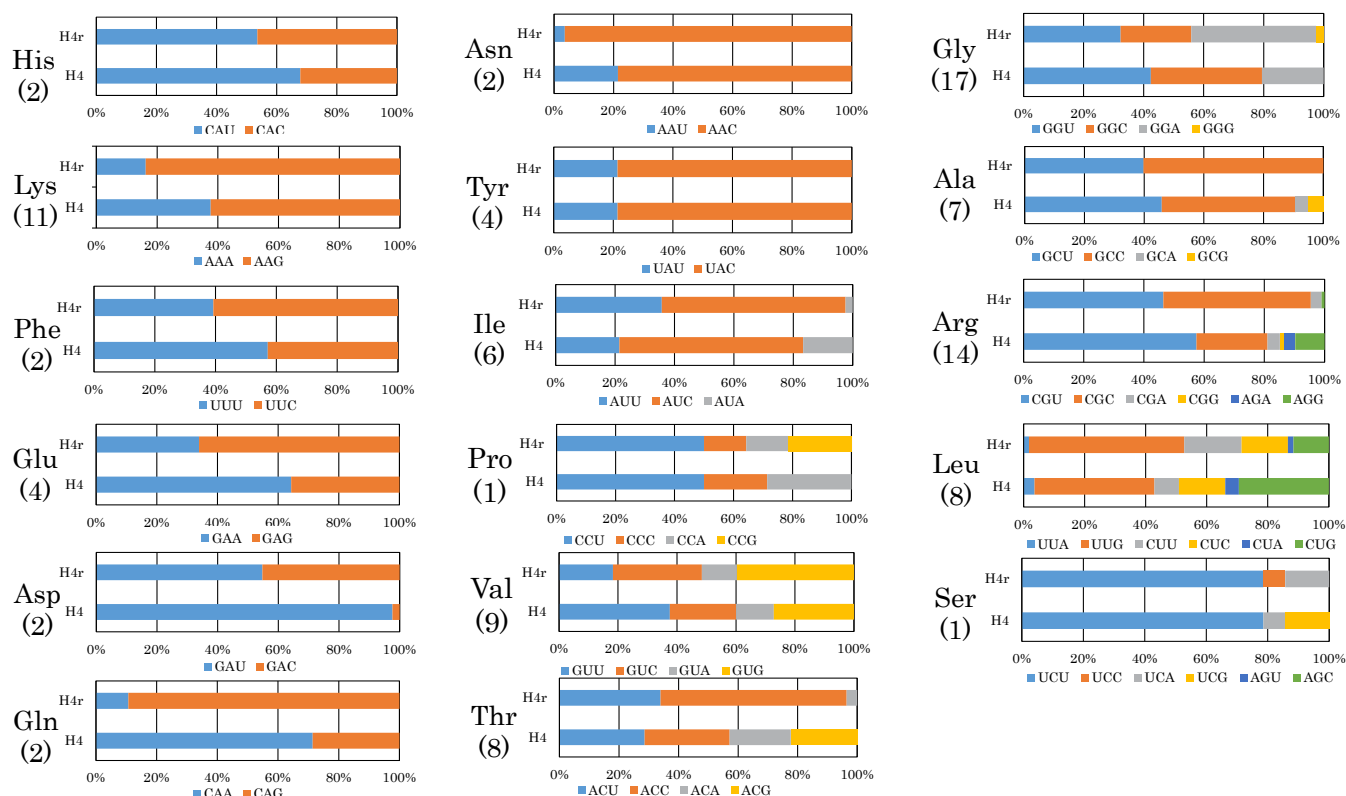 His
(2)
H4r
H4
0% 20% 40% 60% 80% 100%
CAU CAC
Lys
(11)
H4r
H4
0% 20% 40% 60% 80% 100%
AAA AAG
Phe
(2)
H4r
H4
0% 20% 40% 60% 80% 100%
UUU UUC
Glu
(4)
H4r
H4
0% 20% 40% 60% 80% 100%
GAA GAG
Asp
(2)
H4r
H4
0% 20% 40% 60% 80% 100%
GAU GAC
Gln
(2)
H4r
H4
0% 20% 40% 60% 80% 100%
CAA CAG
Asn
(2)
H4r
H4
0% 20% 40% 60% 80% 100%
AAU AAC
Tyr
(4)
H4r
H4
0% 20% 40% 60% 80% 100%
UAU UAC
Ile
(6)
H4r
H4
0% 20% 40% 60% 80% 100%
AUU AUC AUA
Pro
(1)
H4r
H4
0% 20% 40% 60% 80% 100%
CCU CCC CCA CCG
Val
(9)
H4r
H4
0% 20% 40% 60% 80% 100%
GUU GUC GUA GUG
Thr
(8)
H4r
H4
0% 20% 40% 60% 80% 100%
ACU ACC ACA ACG
Gly
(17)
H4r
H4
0% 20% 40% 60% 80% 100%
GGU GGC GGA GGG
Ala
(7)
H4r
H4
0% 20% 40% 60% 80% 100%
GCU GCC GCA GCG
Arg
(14)
H4r
H4
0% 20% 40% 60% 80% 100%
CGU CGC CGA CGG AGA AGG
Leu
(8)
H4r
H4
0% 20% 40% 60% 80% 100%
UUA UUG CUU CUC CUA CUG
Ser
(1)
H4r
H4
0% 20% 40% 60% 80% 100%
UCU UCC UCA UCG AGU AGC